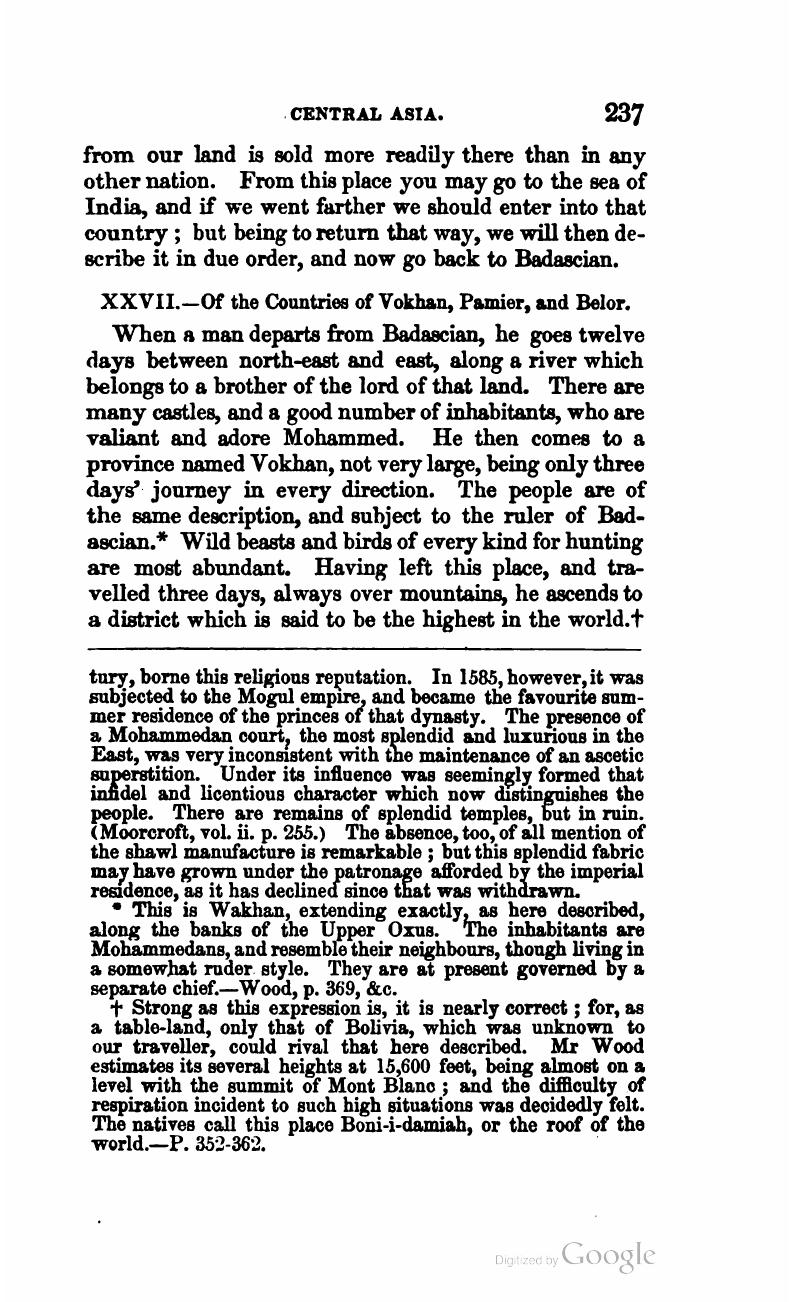 CENTRAL ASIA. 237
from our land is sold more readily there than in any
other nation. From this place you may go to the sea of
India, and if we went farther we should enter into that
country ; but being to return that way, we will then de-
scribe it in due order, and now go back to Badascian.
XXVII.—Of the Countries of Vokhan, Pamier, and Belor.
When a man departs from Badascian, he goes twelve
days between north-east and east, along a river which
belongs to a brother of the lord of that land. There are
many castles, and a good number of inhabitants, who are
valiant and adore Mohammed. He then comes to a
province named Vokhan, not very large, being only three
days' journey in every direction. The people are of
the same description, and subject to the ruler of Bad-
ascian.* Wild beasts and birds of every kind for hunting
are most abundant. Having left this place, and tra-
velled three days, always over mountains, he ascends to
a district which is said to be the highest in the world.†
tury, borne this religious reputation. In 1585, however, it was
subjected to the Mogul empire, and became the favourite sum-
mer residence of the princes of that dynasty. The presence of
a Mohammedan court, the most splendid and luxurious in the
East, was very inconsistent with the maintenance of an ascetic
superstition. Under its influence was seemingly formed that
infidel and licentious character which now distinguishes the
people. There are remains of splendid temples, but in ruin.
(Moorcroft, vol. ii. p. 255.) The absence, too, of all mention of
the shawl manufacture is remarkable ; but this splendid fabric
may have grown under the patronage afforded by the imperial
residence, as it has declined since that was withdrawn.
* This is Wakhan, extending exactly, as here described,
along the banks of the Upper Oxus. The inhabitants are
Mohammedans, and resemble their neighbours, though living in
a somewhat ruder style. They are at present governed by a
separate chief.—Wood, p. 369, &c.
† Strong as this expression is, it is nearly correct ; for, as
a table-land, only that of Bolivia, which was unknown to
our traveller, could rival that here described. Mr Wood
estimates its several heights at 15,600 feet, being almost on a
level with the summit of Mont Blanc ; and the difficulty of
respiration incident to such high situations was decidedly felt.
The natives call this place Boni-i-damiah, or the roof of the
world.—P. 352-362.
Digitized by Google